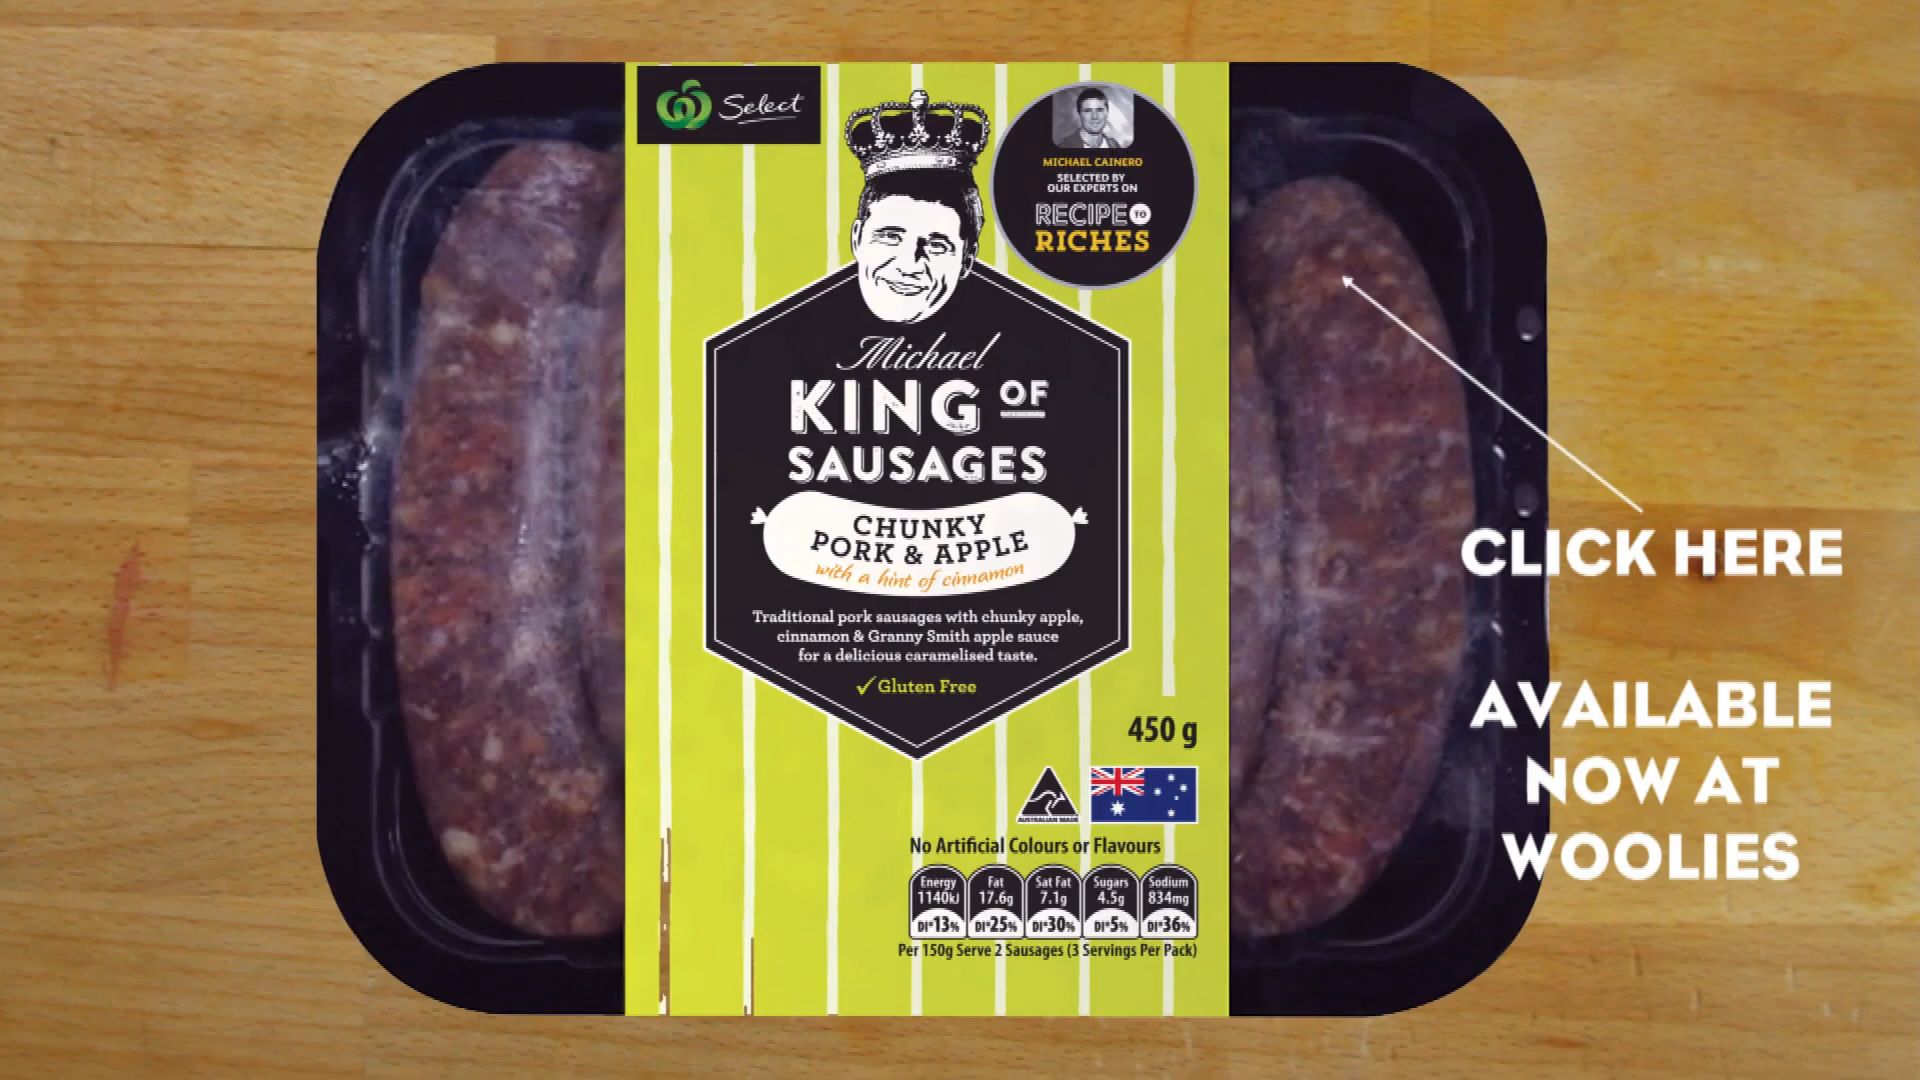 Select
MICHAEL CAINERO
SELECTED BY
OUR EXPERTS ON
RECIPE TO
RICHES
Michael
KING OF
SAUSAGES
CHUNKY
PORK & APPLE
with a hint of cinnamon
Traditional pork sausages with chunky apple,
cinnamon & Granny Smith apple sauce
for a delicious caramelised taste.
✓Gluten Free
450 g
AUSTRALIAN MADE
No Artificial Colours or Flavours
Energy Fat Sat Fat Sugars Sodium
1140kJ 17.6g 7.1g 4.5g 834mg
DI*13% DI*25% DI*30% DI*5% DI*36%
Per 150g Serve 2 Sausages (3 Servings Per Pack)
CLICK HERE
AVAILABLE
NOW AT
WOOLIES